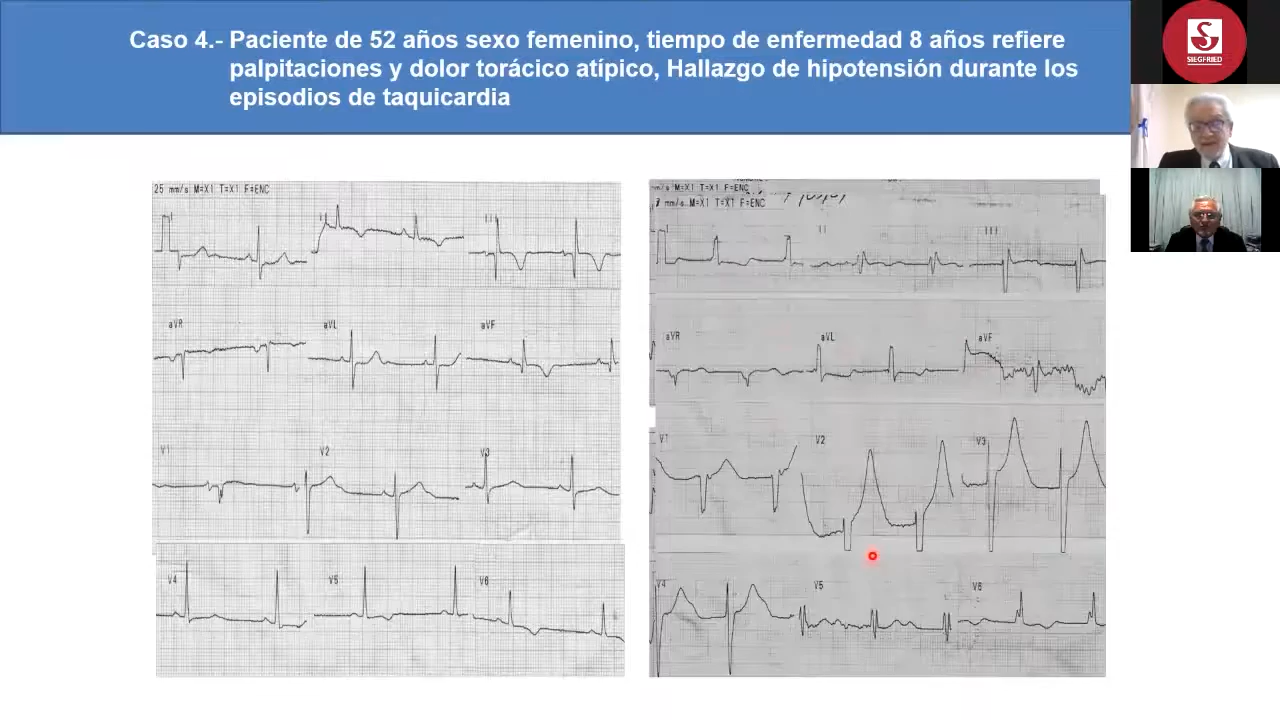 Caso 4.- Paciente de 52 años sexo femenino, tiempo de enfermedad 8 años refiere
palpitaciones y dolor torácico atípico, Hallazgo de hipotensión durante los
episodios de taquicardia
S
SIEGFRIED
25 mm/s M=X1 T=X1 F=ENC
I
II
III
aVR
aVL
aVF
V1
V2
V3
V4
V5
V6
mm/s M=X1 T=X1 F=ENC
mm/s M=X1 T=X1 F=ENC
I
II
III
aVR
aVL
aVF
V1
V2
V3
V4
V5
V6